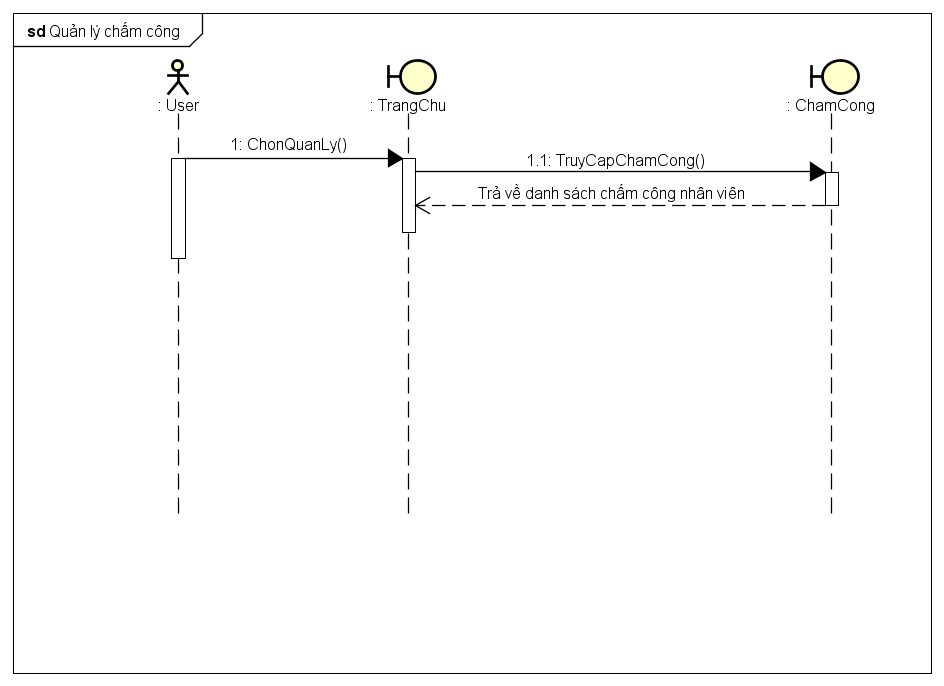 sd Quản lý chấm công
: User
: TrangChu
: ChamCong
1: ChonQuanLy()
1.1: TruyCapChamCong()
Trả về danh sách chấm công nhân viên